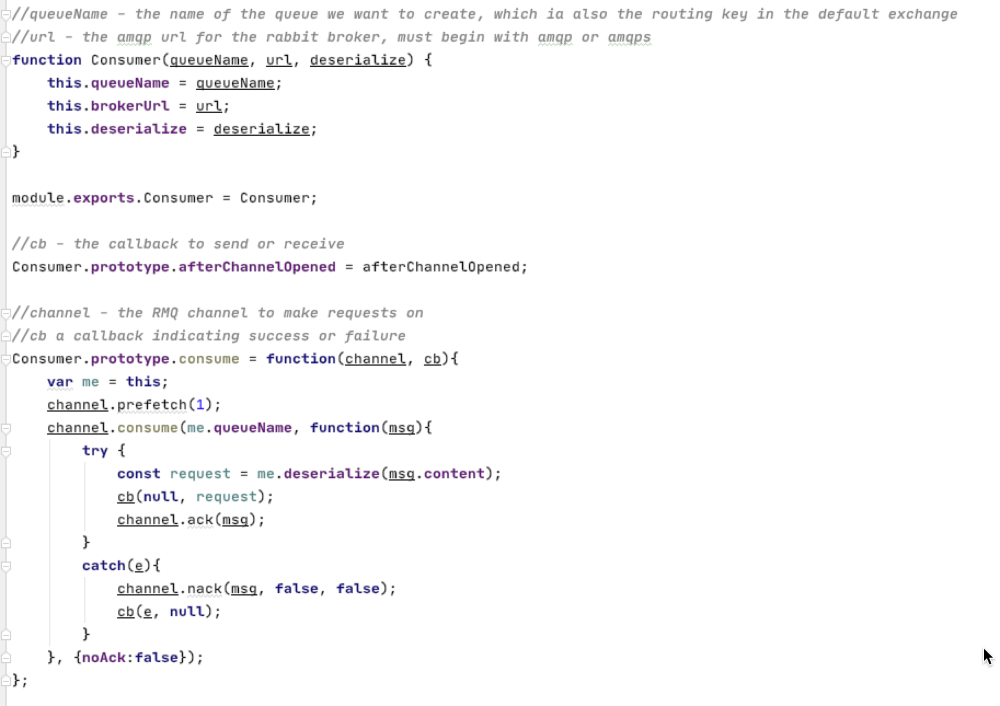 //queueName - the name of the queue we want to create, which ia also the routing key in the default exchange
//url - the amqp url for the rabbit broker, must begin with amqp or amqps
function Consumer(queueName, url, deserialize) {
    this.queueName = queueName;
    this.brokerUrl = url;
    this.deserialize = deserialize;
}

module.exports.Consumer = Consumer;

//cb - the callback to send or receive
Consumer.prototype.afterChannelOpened = afterChannelOpened;

//channel - the RMQ channel to make requests on
//cb a callback indicating success or failure
Consumer.prototype.consume = function(channel, cb){
    var me = this;
    channel.prefetch(1);
    channel.consume(me.queueName, function(msg){
        try {
            const request = me.deserialize(msg.content);
            cb(null, request);
            channel.ack(msg);
        }
        catch(e){
            channel.nack(msg, false, false);
            cb(e, null);
        }
    }, {noAck:false});
};